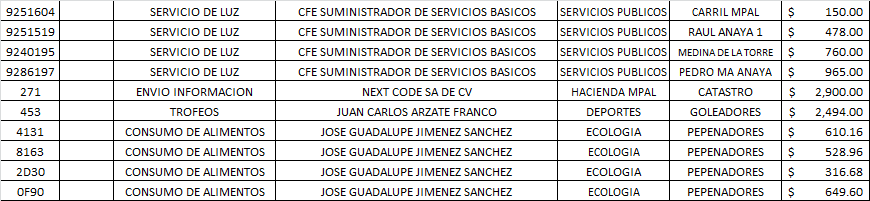 9251604 SERVICIO DE LUZ CFE SUMINISTRADOR DE SERVICIOS BASICOS SERVICIOS PUBLICOS CARRIL MPAL $ 150.00
9251519 SERVICIO DE LUZ CFE SUMINISTRADOR DE SERVICIOS BASICOS SERVICIOS PUBLICOS RAUL ANAYA 1 $ 478.00
9240195 SERVICIO DE LUZ CFE SUMINISTRADOR DE SERVICIOS BASICOS SERVICIOS PUBLICOS MEDINA DE LA TORRE $ 760.00
9286197 SERVICIO DE LUZ CFE SUMINISTRADOR DE SERVICIOS BASICOS SERVICIOS PUBLICOS PEDRO MA ANAYA $ 965.00
271 ENVIO INFORMACION NEXT CODE SA DE CV HACIENDA MPAL CATASTRO $ 2,900.00
453 TROFEOS JUAN CARLOS ARZATE FRANCO DEPORTES GOLEADORES $ 2,494.00
4131 CONSUMO DE ALIMENTOS JOSE GUADALUPE JIMENEZ SANCHEZ ECOLOGIA PEPENADORES $ 610.16
8163 CONSUMO DE ALIMENTOS JOSE GUADALUPE JIMENEZ SANCHEZ ECOLOGIA PEPENADORES $ 528.96
2D30 CONSUMO DE ALIMENTOS JOSE GUADALUPE JIMENEZ SANCHEZ ECOLOGIA PEPENADORES $ 316.68
0F90 CONSUMO DE ALIMENTOS JOSE GUADALUPE JIMENEZ SANCHEZ ECOLOGIA PEPENADORES $ 649.60